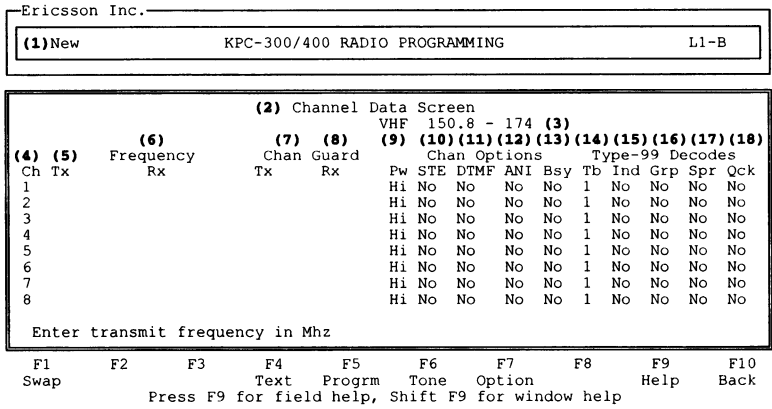 Ericsson Inc.
(1)New KPC-300/400 RADIO PROGRAMMING L1-B
(2) Channel Data Screen
VHF 150.8 - 174 (3)
(6) (7) (8) (9) (10)(11)(12)(13)(14)(15)(16)(17)(18)
(4) (5) Frequency Chan Guard Chan Options Type-99 Decodes
Ch Tx Rx Tx Rx Pw STE DTMF ANI Bsy Tb Ind Grp Spr Qck
1 Hi No No No No 1 No No No No
2 Hi No No No No 1 No No No No
3 Hi No No No No 1 No No No No
4 Hi No No No No 1 No No No No
5 Hi No No No No 1 No No No No
6 Hi No No No No 1 No No No No
7 Hi No No No No 1 No No No No
8 Hi No No No No 1 No No No No
Enter transmit frequency in Mhz
F1 F2 F3 F4 F5 F6 F7 F8 F9 F10
Swap Text Progrm Tone Option Help Back
Press F9 for field help, Shift F9 for window help